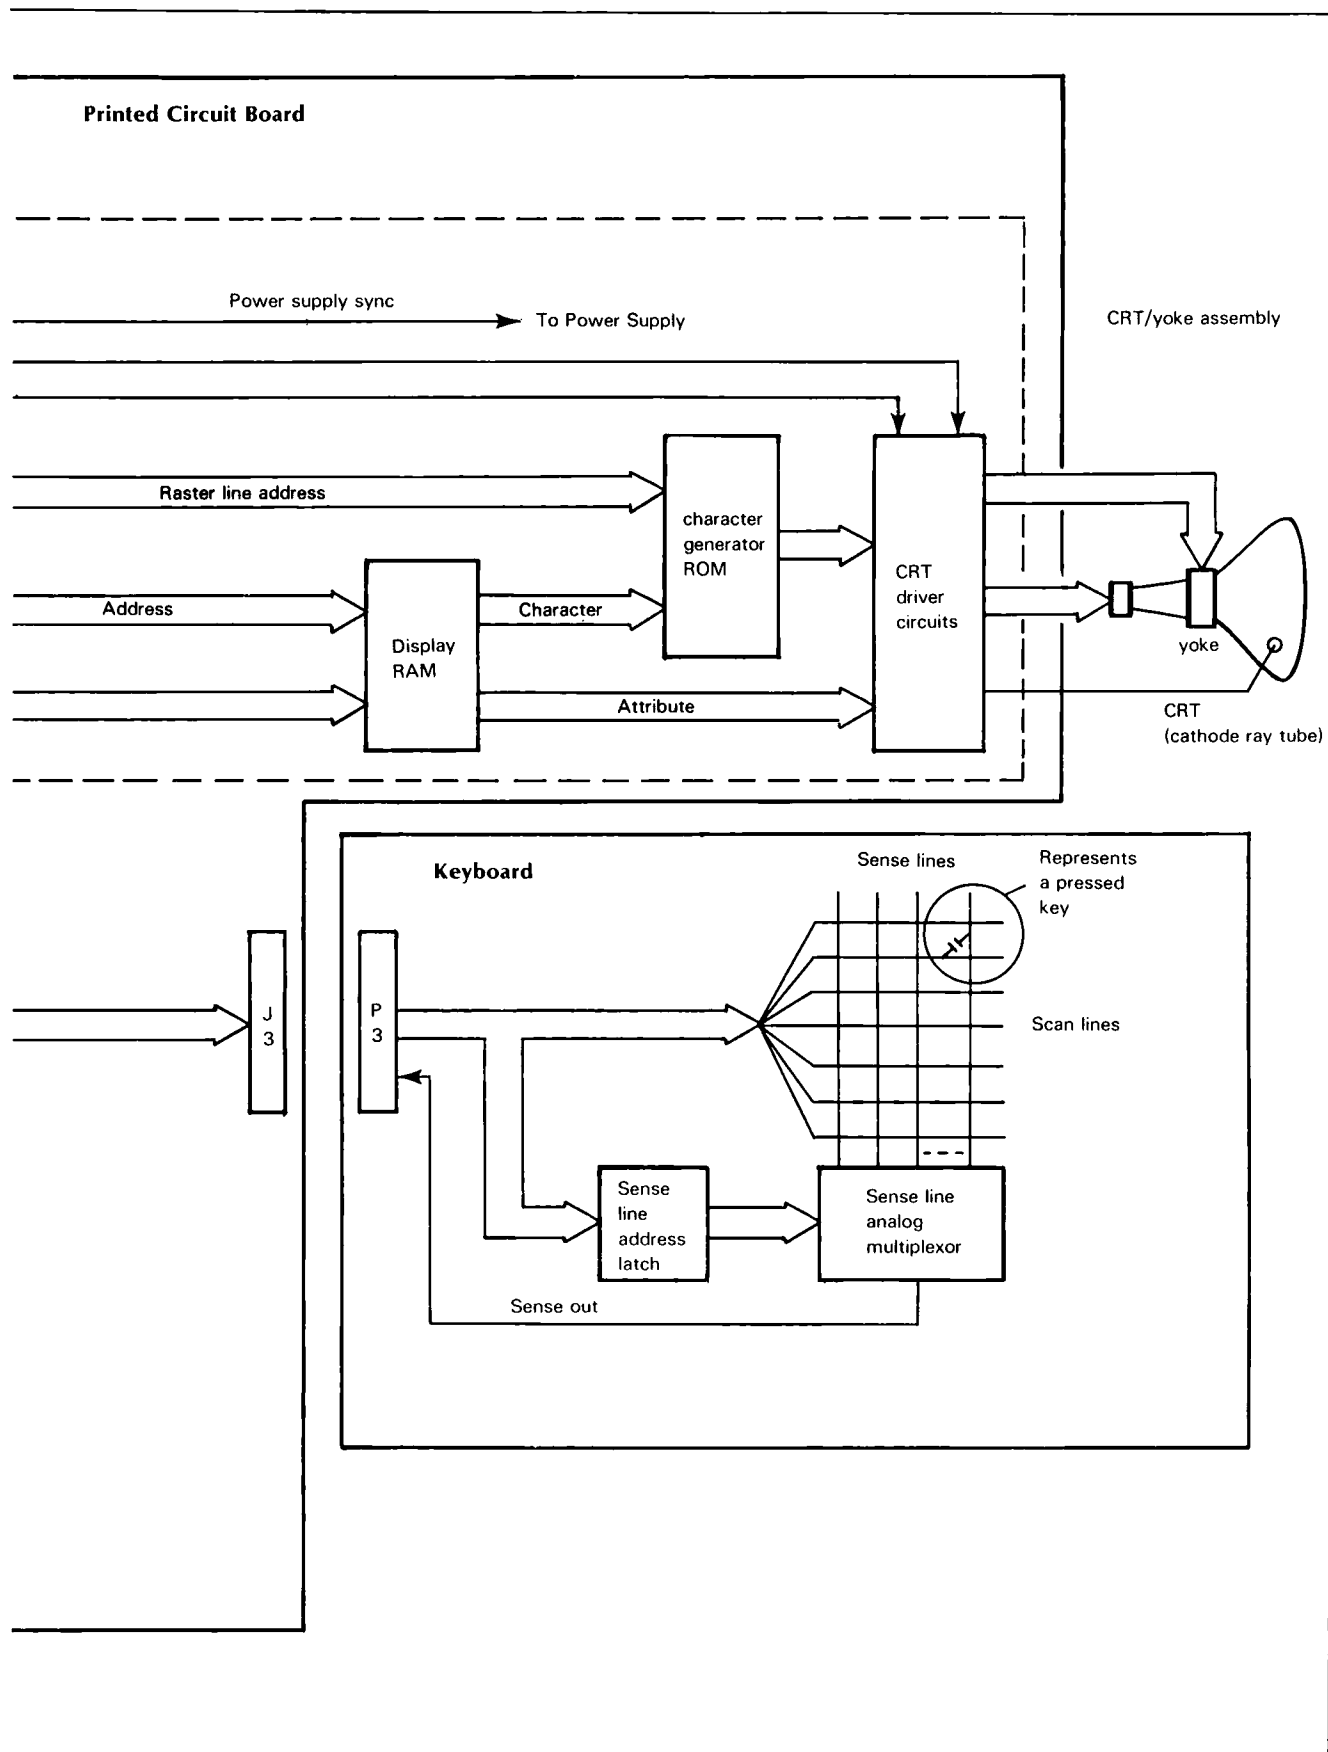 Printed Circuit Board
Power supply sync
To Power Supply
CRT/yoke assembly
Raster line address
character
generator
ROM
CRT
driver
circuits
Address
Character
Display
RAM
yoke
Attribute
CRT
(cathode ray tube)
Keyboard
Sense lines
Represents
a pressed
key
J
3
P
3
Scan lines
Sense
line
address
latch
Sense line
analog
multiplexor
Sense out